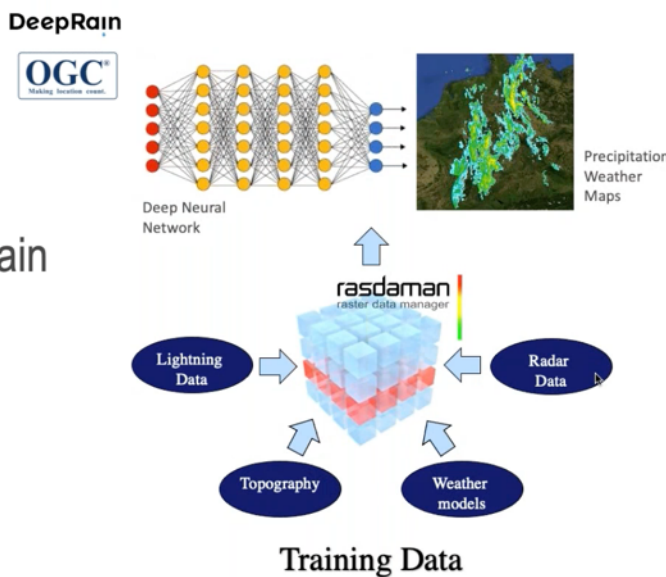 DeepRain
OGC®
Making location count.
Precipitation
Weather
Maps
Deep Neural
Network
ain
rasdaman
raster data manager
Lightning
Data
Radar
Data
Topography
Weather
models
Training Data